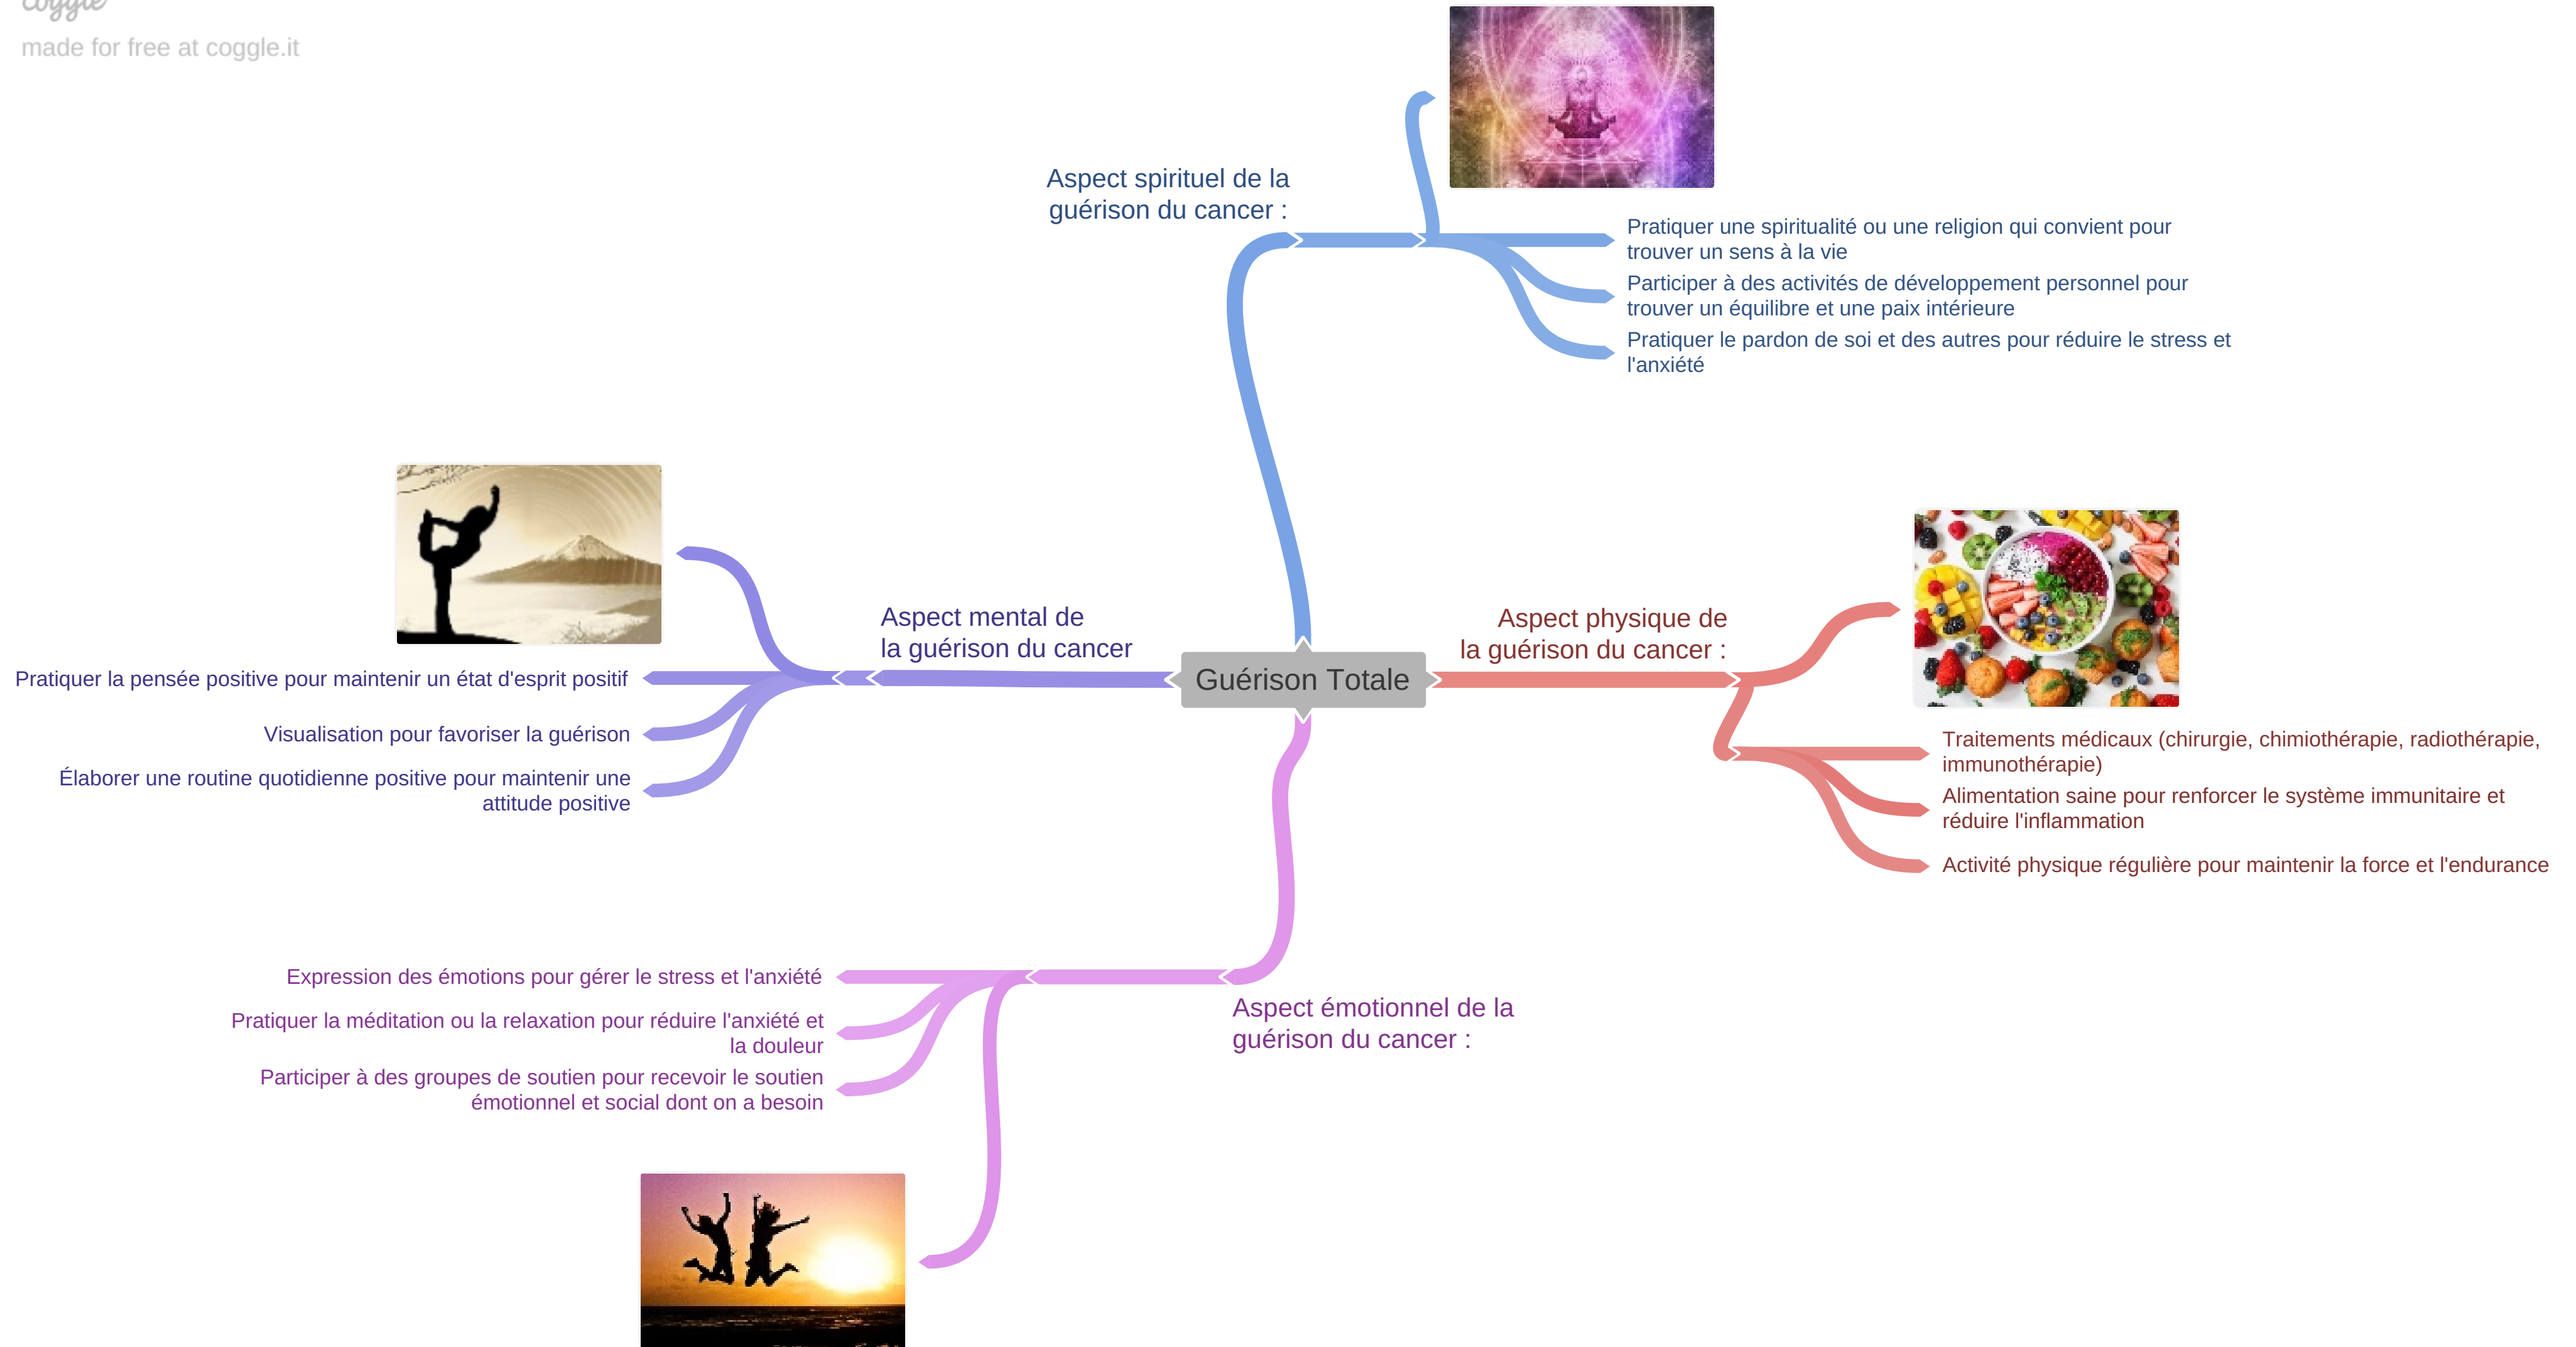 coggle
made for free at coggle.it
Aspect spirituel de la
guérison du cancer :
Pratiquer une spiritualité ou une religion qui convient pour
trouver un sens à la vie
Participer à des activités de développement personnel pour
trouver un équilibre et une paix intérieure
Pratiquer le pardon de soi et des autres pour réduire le stress et
l'anxiété
Aspect mental de
la guérison du cancer
Pratiquer la pensée positive pour maintenir un état d'esprit positif
Visualisation pour favoriser la guérison
Élaborer une routine quotidienne positive pour maintenir une
attitude positive
Guérison Totale
Aspect physique de
la guérison du cancer :
Traitements médicaux (chirurgie, chimiothérapie, radiothérapie,
immunothérapie)
Alimentation saine pour renforcer le système immunitaire et
réduire l'inflammation
Activité physique régulière pour maintenir la force et l'endurance
Expression des émotions pour gérer le stress et l'anxiété
Pratiquer la méditation ou la relaxation pour réduire l'anxiété et
la douleur
Participer à des groupes de soutien pour recevoir le soutien
émotionnel et social dont on a besoin
Aspect émotionnel de la
guérison du cancer :